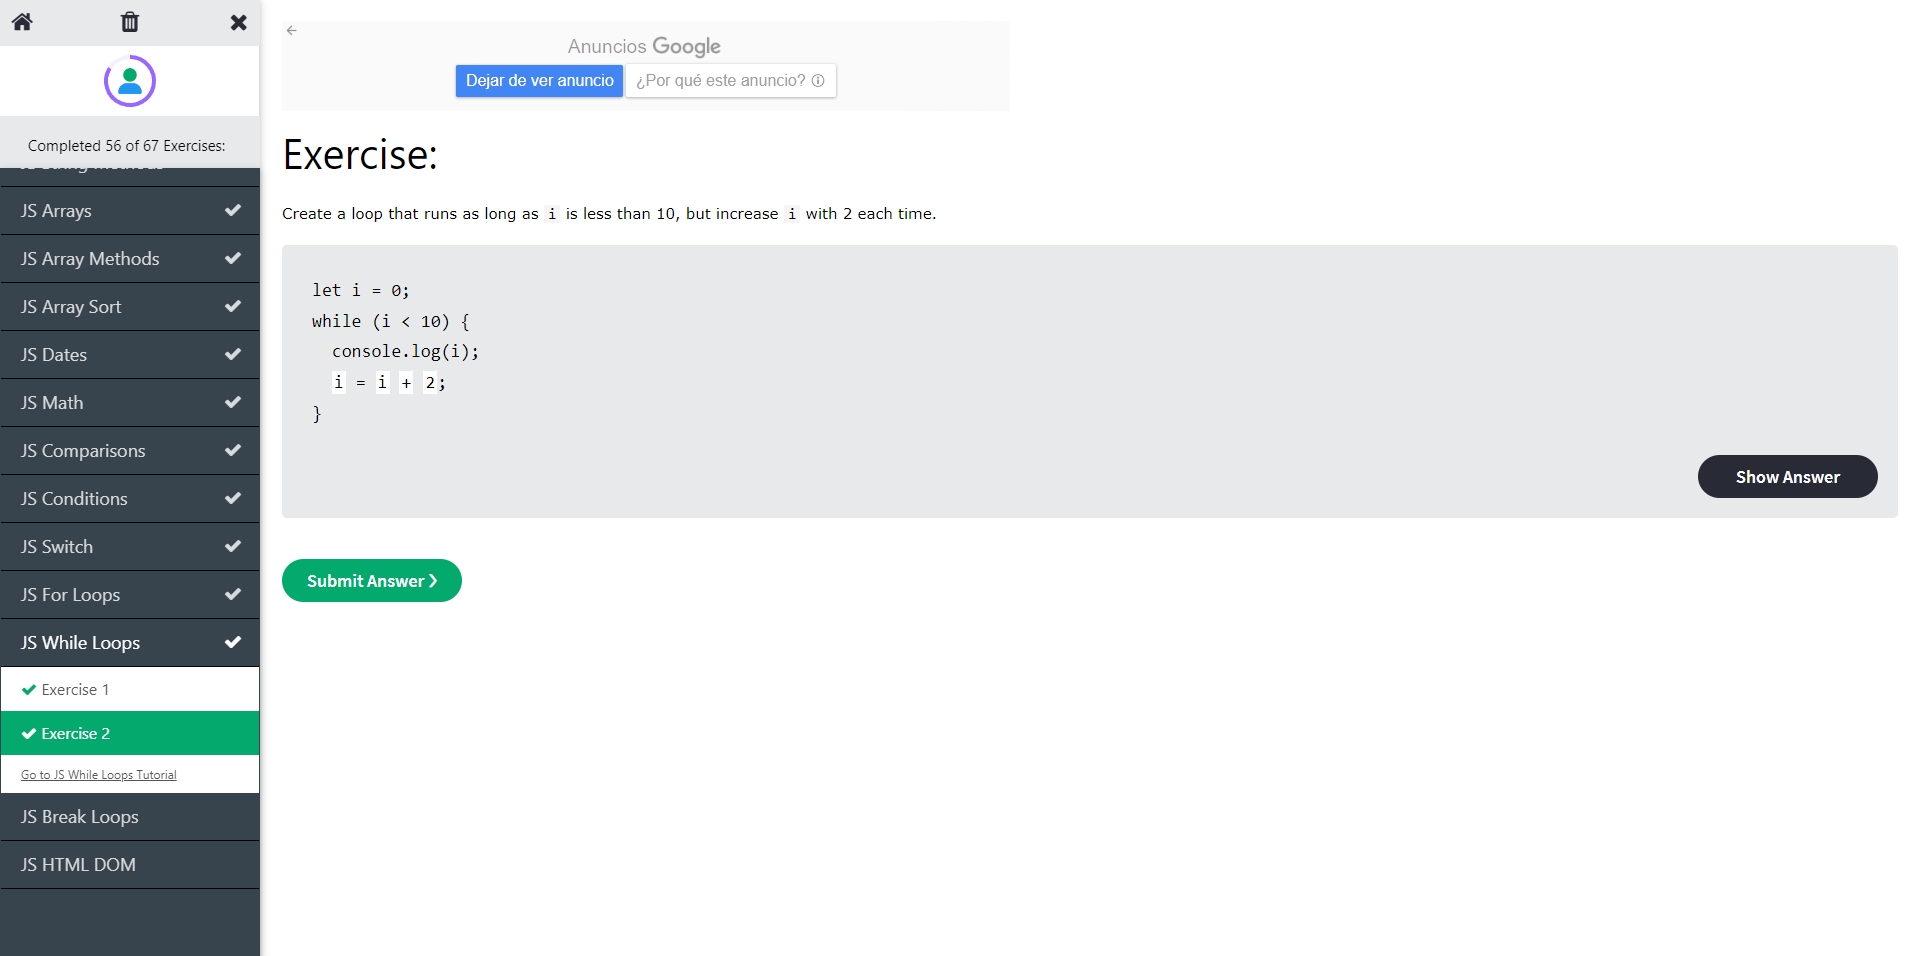 Completed 56 of 67 Exercises:
JS Arrays
JS Array Methods
JS Array Sort
JS Dates
JS Math
JS Comparisons
JS Conditions
JS Switch
JS For Loops
JS While Loops
Exercise 1
Exercise 2
Go to JS While Loops Tutorial
JS Break Loops
JS HTML DOM
Anuncios Google
Dejar de ver anuncio
¿Por qué este anuncio?
Exercise:
Create a loop that runs as long as i is less than 10, but increase i with 2 each time.
let i = 0;
while (i < 10) {
  console.log(i);
  i = i + 2;
}
Show Answer
Submit Answer ❯